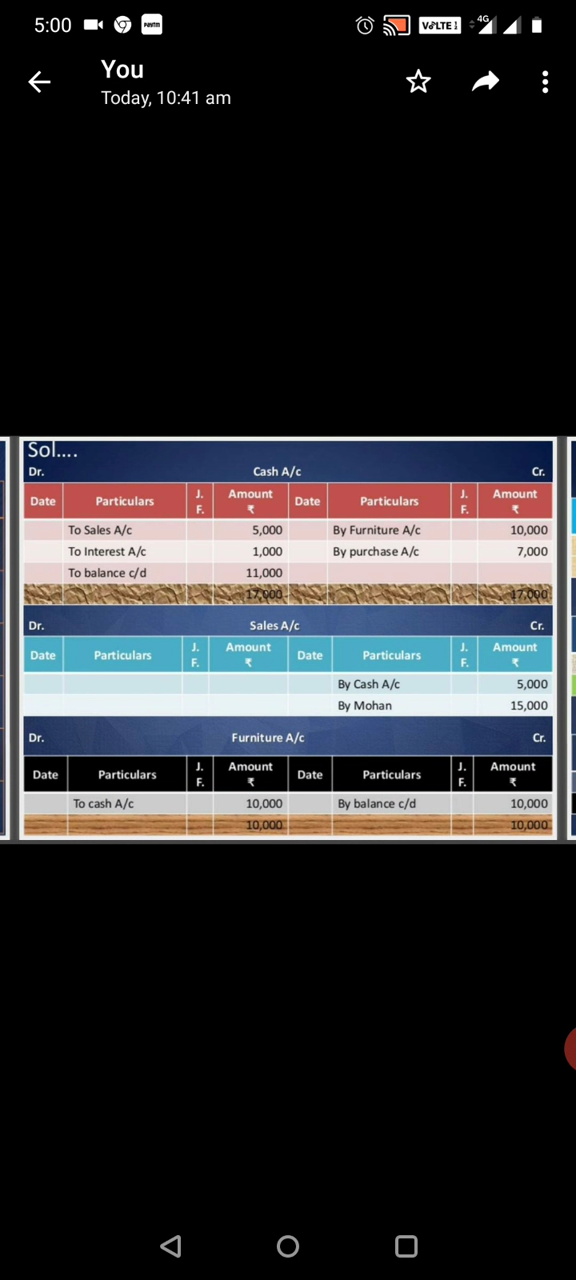 5:00
Paytm
VoLTE
4G
You
Today, 10:41 am
Sol....
Dr. Cash A/c Cr.
Date Particulars J. F. Amount ₹ Date Particulars J. F. Amount ₹
To Sales A/c 5,000 By Furniture A/c 10,000
To Interest A/c 1,000 By purchase A/c 7,000
To balance c/d 11,000
17,000 17,000
Dr. Sales A/c Cr.
Date Particulars J. F. Amount ₹ Date Particulars J. F. Amount ₹
By Cash A/c 5,000
By Mohan 15,000
Dr. Furniture A/c Cr.
Date Particulars J. F. Amount ₹ Date Particulars J. F. Amount ₹
To cash A/c 10,000 By balance c/d 10,000
10,000 10,000